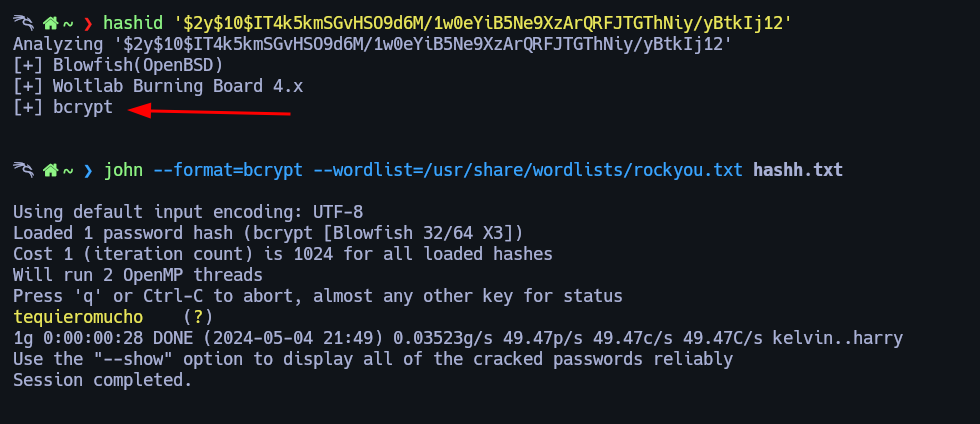 ~ ❯ hashid '$2y$10$IT4k5kmSGvHSO9d6M/1w0eYiB5Ne9XzArQRFJTGThNiy/yBtkIj12'
Analyzing '$2y$10$IT4k5kmSGvHSO9d6M/1w0eYiB5Ne9XzArQRFJTGThNiy/yBtkIj12'
[+] Blowfish(OpenBSD)
[+] Woltlab Burning Board 4.x
[+] bcrypt
~ ❯ john --format=bcrypt --wordlist=/usr/share/wordlists/rockyou.txt hashh.txt
Using default input encoding: UTF-8
Loaded 1 password hash (bcrypt [Blowfish 32/64 X3])
Cost 1 (iteration count) is 1024 for all loaded hashes
Will run 2 OpenMP threads
Press 'q' or Ctrl-C to abort, almost any other key for status
tequieromucho    (?)
1g 0:00:00:28 DONE (2024-05-04 21:49) 0.03523g/s 49.47p/s 49.47c/s 49.47C/s kelvin..harry
Use the "--show" option to display all of the cracked passwords reliably
Session completed.